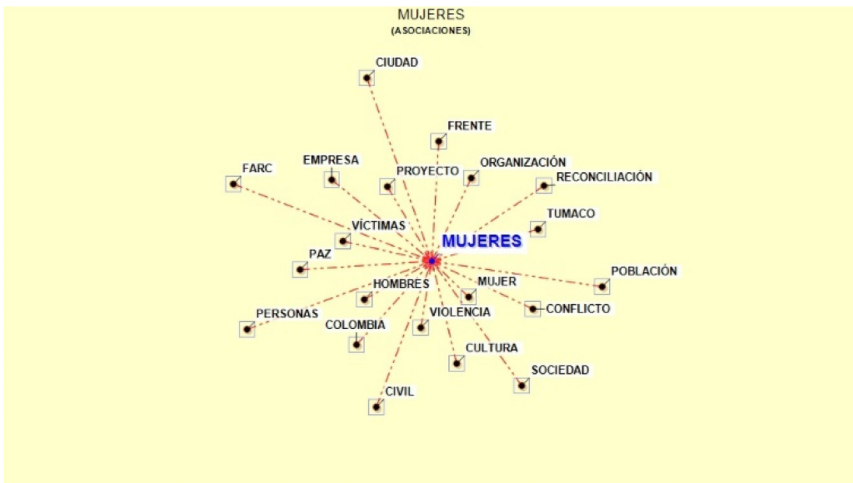 MUJERES
(ASOCIACIONES)
CIUDAD
FRENTE
EMPRESA
ORGANIZACIÓN
FARC
PROYECTO
RECONCILIACIÓN
TUMACO
VÍCTIMAS
MUJERES
PAZ
POBLACIÓN
HOMBRES
MUJER
PERSONAS
VIOLENCIA
CONFLICTO
COLOMBIA
CULTURA
SOCIEDAD
CIVIL